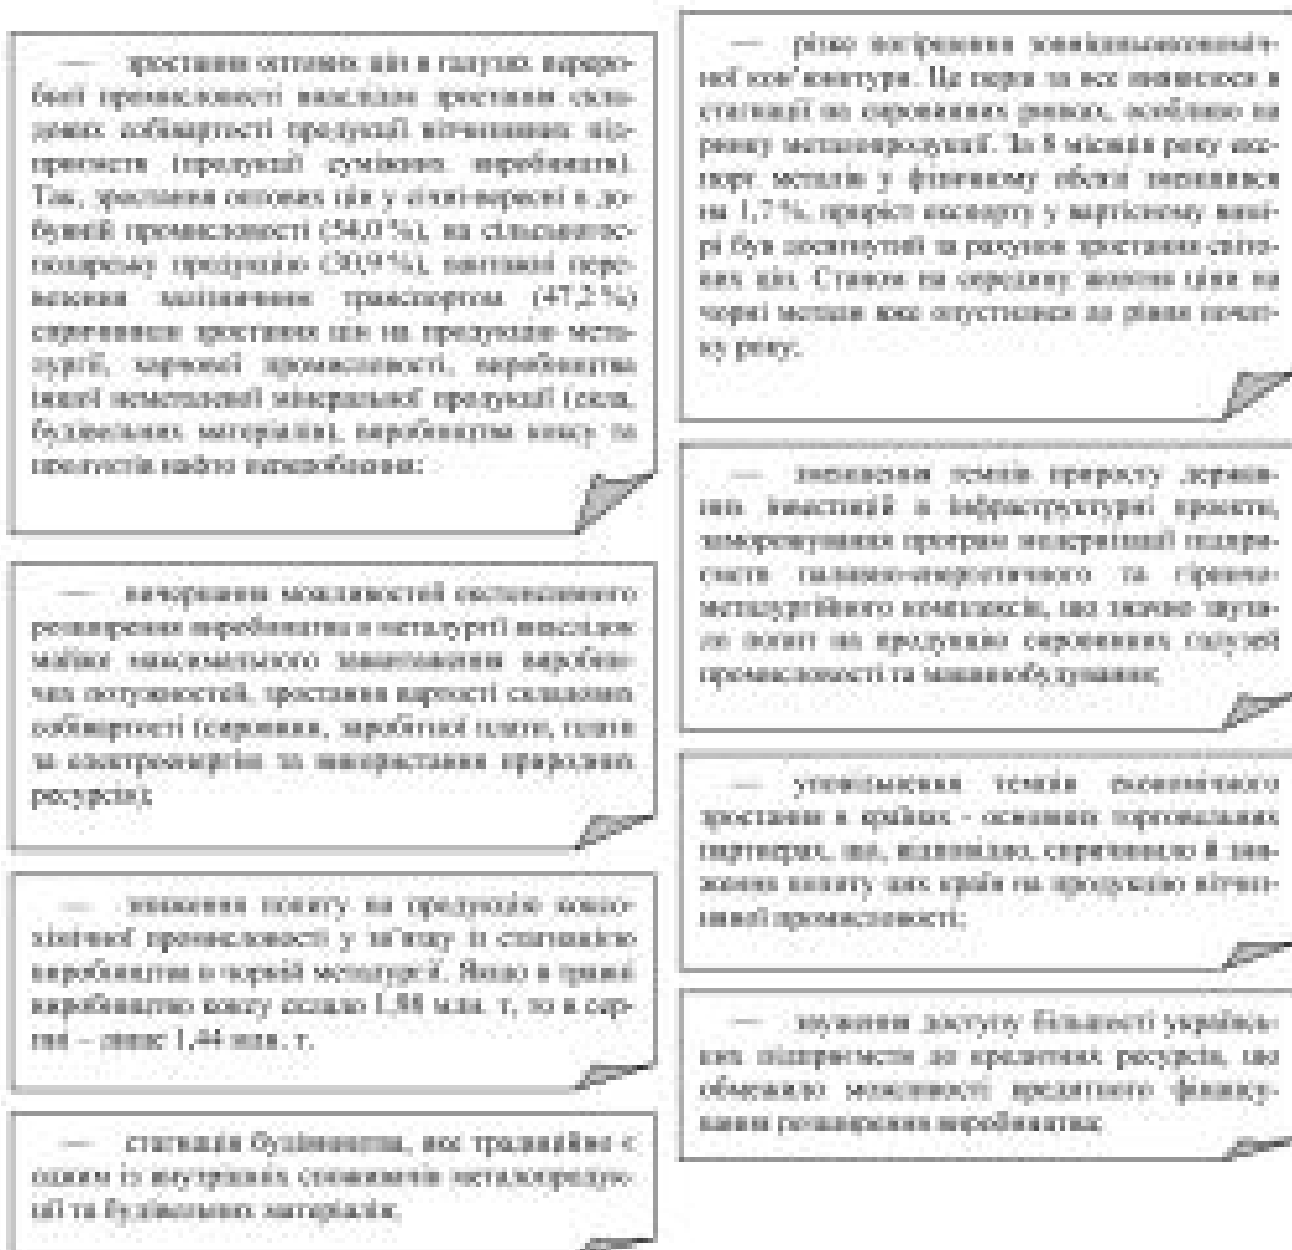 — зростання оптових цін в галузях переро-
бної промисловості внаслідок зростання скла-
дових собівартості продукції вітчизняних під-
приємств (продукції суміжних виробництв).
Так, зростання оптових цін у січні-вересні в до-
бувній промисловості (54,0 %), на сільськогос-
подарську продукцію (30,9 %), вантажні пере-
везення залізничним транспортом (47,2 %)
спричинили зростання цін на продукцію мета-
лургії, харчової промисловості, виробництва
іншої неметалевої мінеральної продукції (скла,
будівельних матеріалів), виробництва коксу та
продуктів нафто перероблення;
— вичерпання можливостей екстенсивного
розширення виробництва в металургії внаслідок
майже максимального завантаження виробни-
чих потужностей, зростання вартості складових
собівартості (сировини, заробітної плати, плати
за електроенергію за використання природних
ресурсів);
— зниження попиту на продукцію коксо-
хімічної промисловості у зв'язку із стагнацією
виробництва в чорній металургії. Якщо в травні
виробництво коксу склало 1,88 млн. т, то в сер-
пні – лише 1,44 млн. т.
— стагнація будівництва, яке традиційно є
одним із внутрішніх споживачів металопродук-
ції та будівельних матеріалів;
— різке погіршення зовнішньоекономіч-
ної кон'юнктури. Це перш за все виявилося в
стагнації на сировинних ринках, особливо на
ринку металопродукції. За 8 місяців року екс-
порт металів у фізичному обсязі зменшився
на 1,7 %, приріст експорту у вартісному вимі-
рі був досягнутий за рахунок зростання світо-
вих цін. Станом на середину жовтня ціни на
чорні метали вже опустилися до рівня почат-
ку року;
— зменшення темпів приросту держав-
них інвестицій в інфраструктурні проекти,
заморожування програм модернізації підпри-
ємств паливно-енергетичного та гірничо-
металургійного комплексів, що значно звузи-
ло попит на продукцію сировинних галузей
промисловості та машинобудування;
— уповільнення темпів економічного
зростання в країнах - основних торговельних
партнерах, що, відповідно, спричинило й зни-
ження попиту цих країн на продукцію вітчиз-
няної промисловості;
— звуження доступу більшості українсь-
ких підприємств до кредитних ресурсів, що
обмежило можливості кредитного фінансу-
вання розширення виробництва;